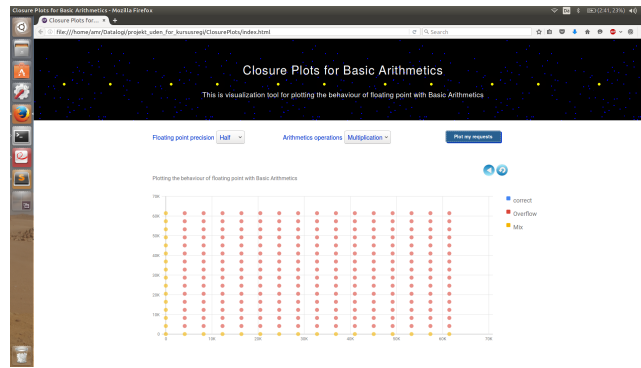 Closure Plots for Basic Arithmetics - Mozilla Firefox
De
(2:41, 23%)
Closure Plots for...
file:///home/amr/Datalogi/projekt_uden_for_kursusregi/ClosurePlots/index.html
Search
Closure Plots for Basic Arithmetics
This is visualization tool for plotting the behaviour of floating point with Basic Arithmetics
Floating point precision Half Arithmetics operations Multiplication Plot my requests
Plotting the behaviour of floating point with Basic Arithmetics
correct
Overflow
Mix
70K
60K
50K
40K
30K
20K
10K
0
0 10K 20K 30K 40K 50K 60K 70K